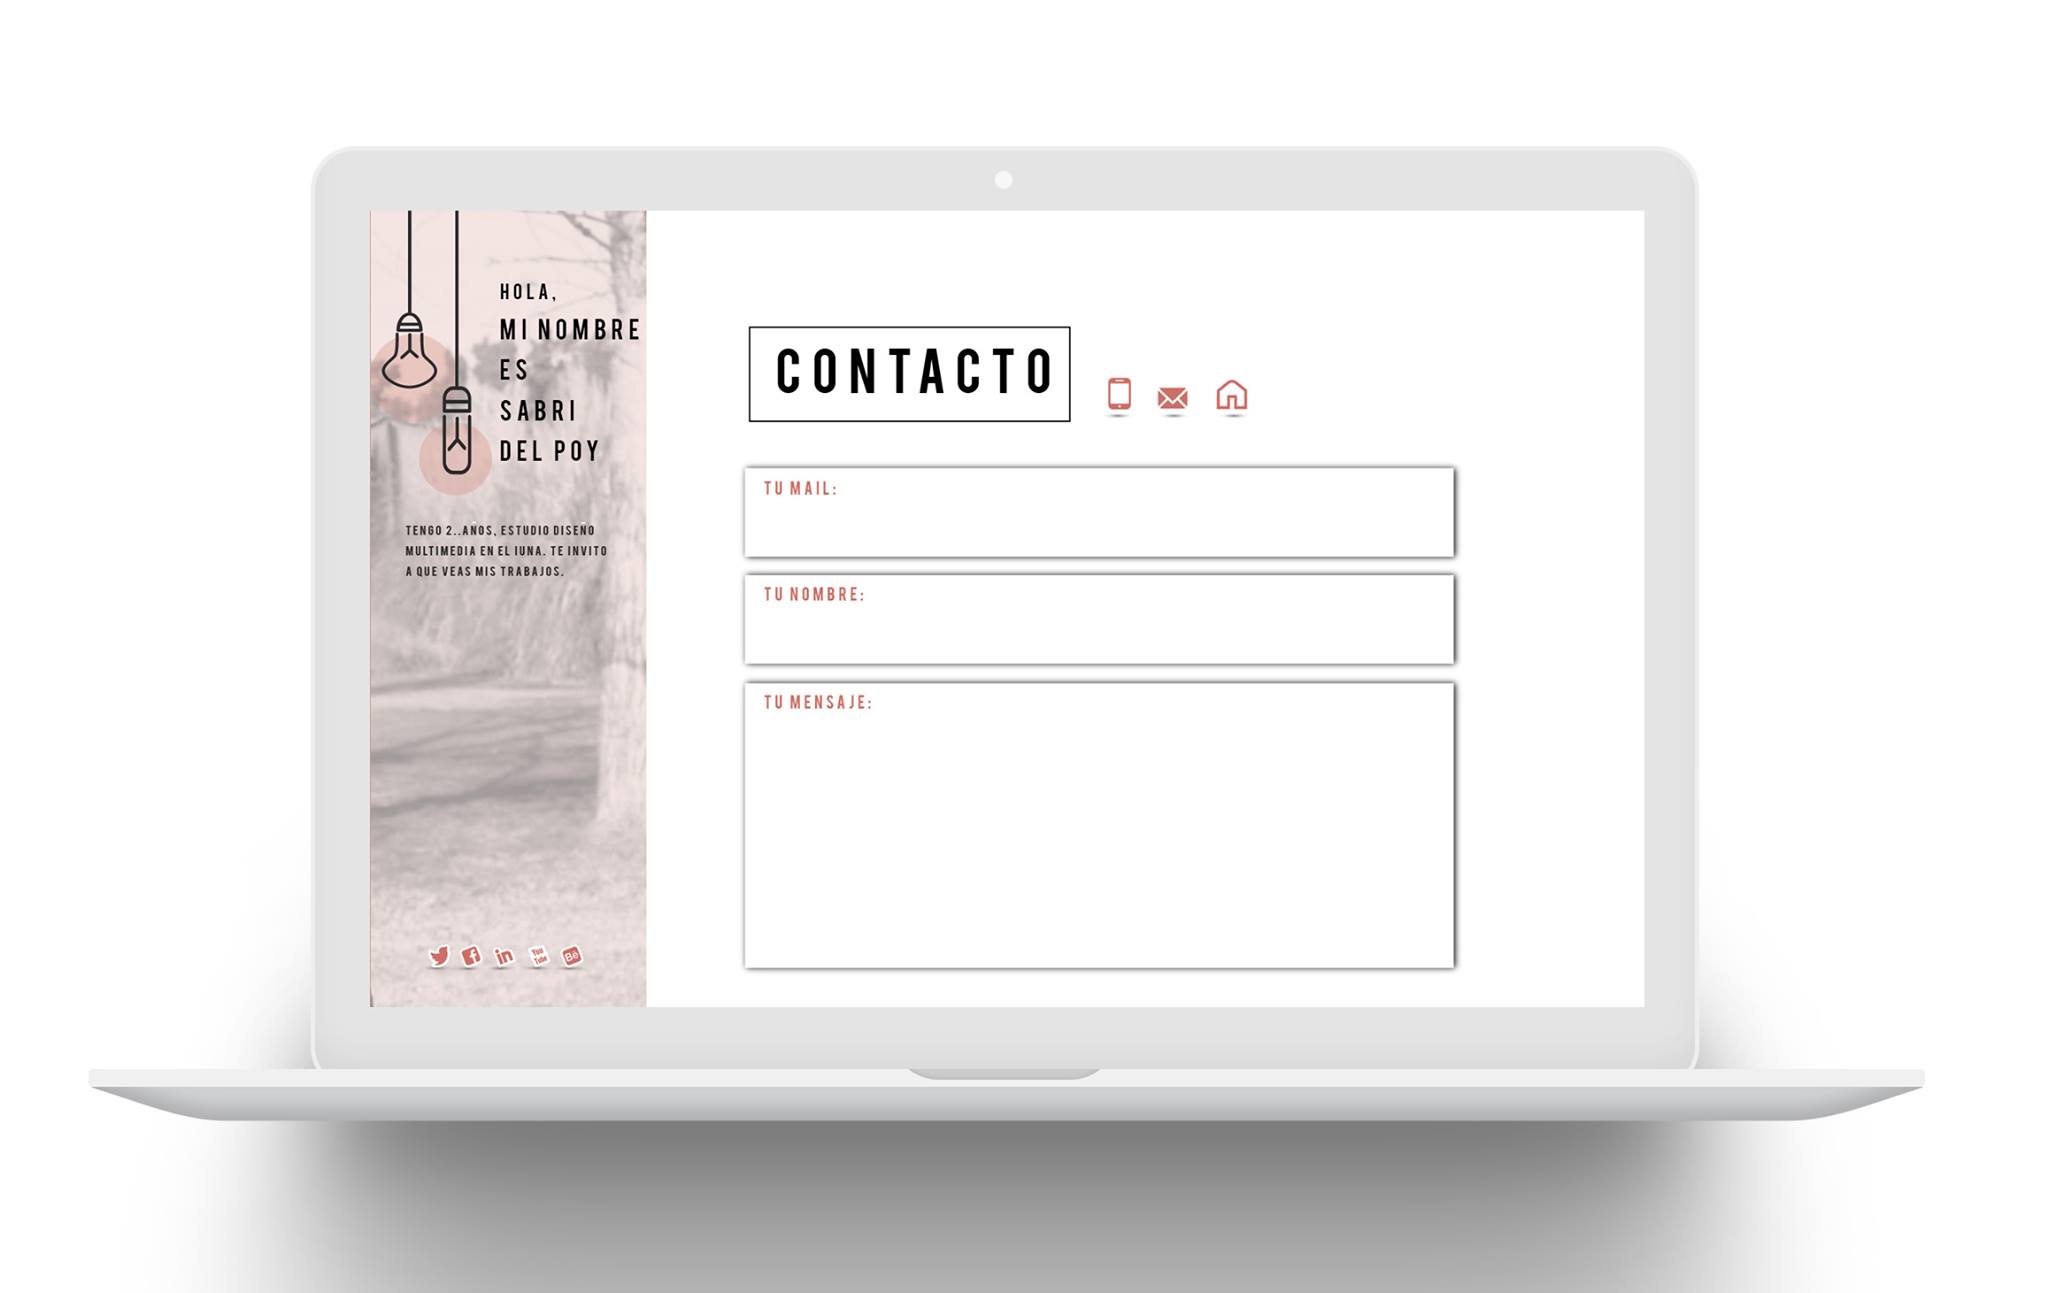 HOLA,
MI NOMBRE
ES
SABRI
DEL POY
TENGO 2..AÑOS, ESTUDIO DISEÑO
MULTIMEDIA EN EL IUNA. TE INVITO
A QUE VEAS MIS TRABAJOS.
in You Tube Bē
CONTACTO
TU MAIL:
TU NOMBRE:
TU MENSAJE: